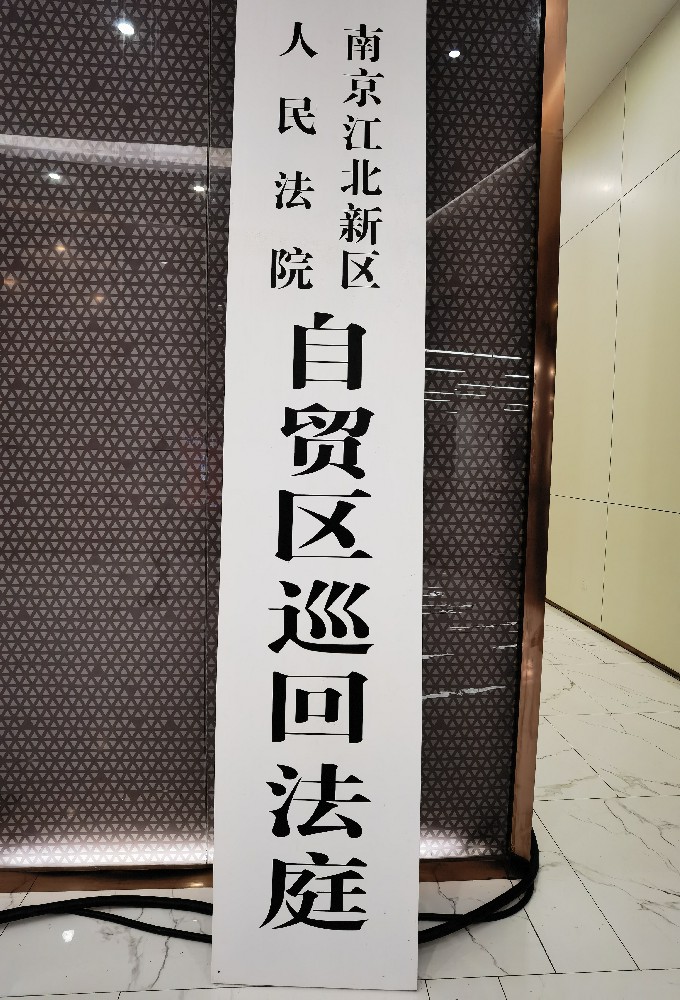 南京江北新区
人民法院
自贸区巡回法庭